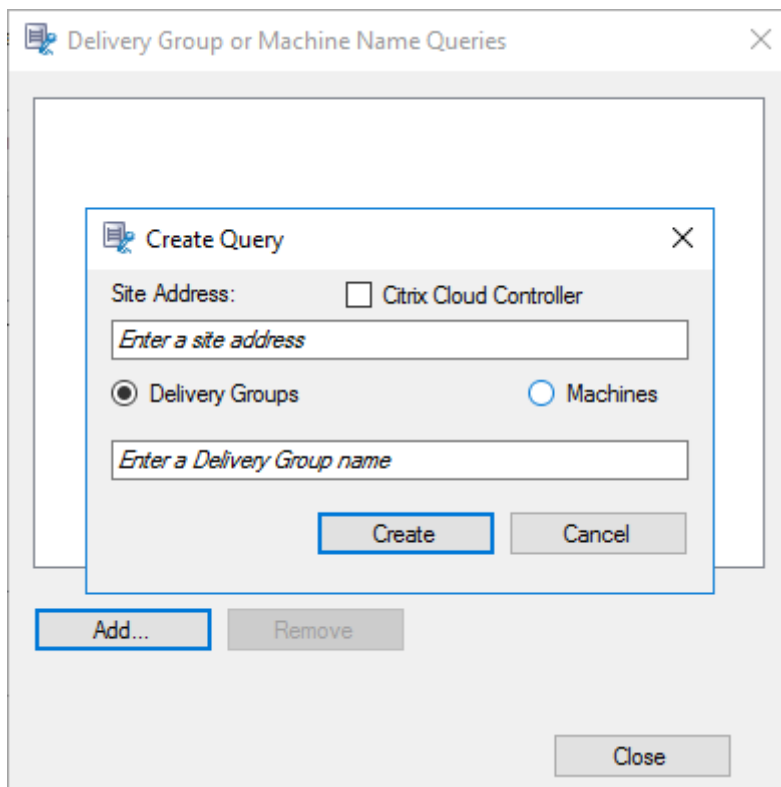 Delivery Group or Machine Name Queries
Create Query
Site Address: Citrix Cloud Controller
Enter a site address
Delivery Groups Machines
Enter a Delivery Group name
Create Cancel
Add... Remove
Close